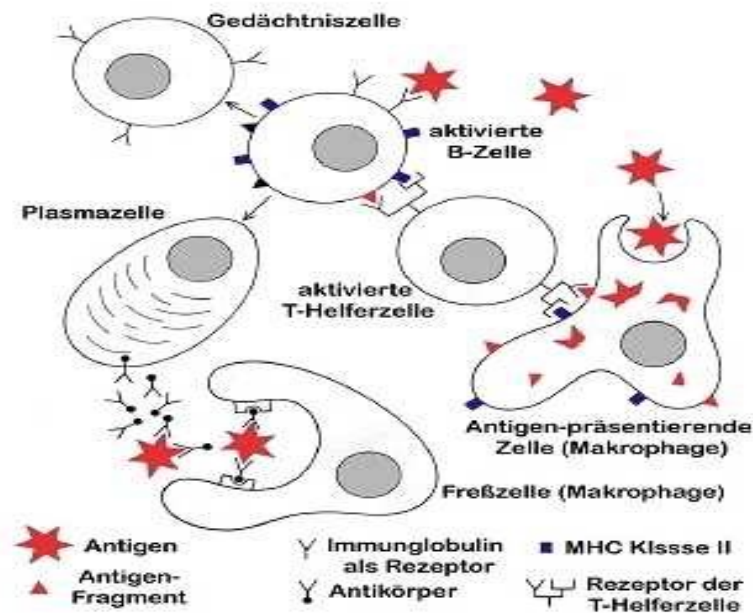 Gedächtniszelle
aktivierte
B-Zelle
Plasmazelle
aktivierte
T-Helferzelle
Antigen-präsentierende
Zelle (Makrophage)
Freßzelle (Makrophage)
Antigen
Antigen-
Fragment
Immunglobulin
als Rezeptor
Antikörper
MHC Klssse II
Rezeptor der
T-Helferzelle